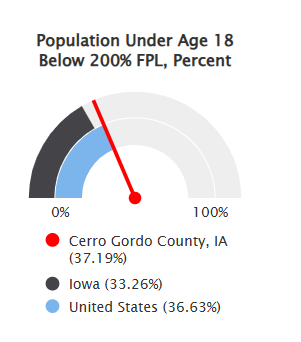 Population Under Age 18
Below 200% FPL, Percent
0%
100%
Cerro Gordo County, IA
(37.19%)
Iowa (33.26%)
United States (36.63%)